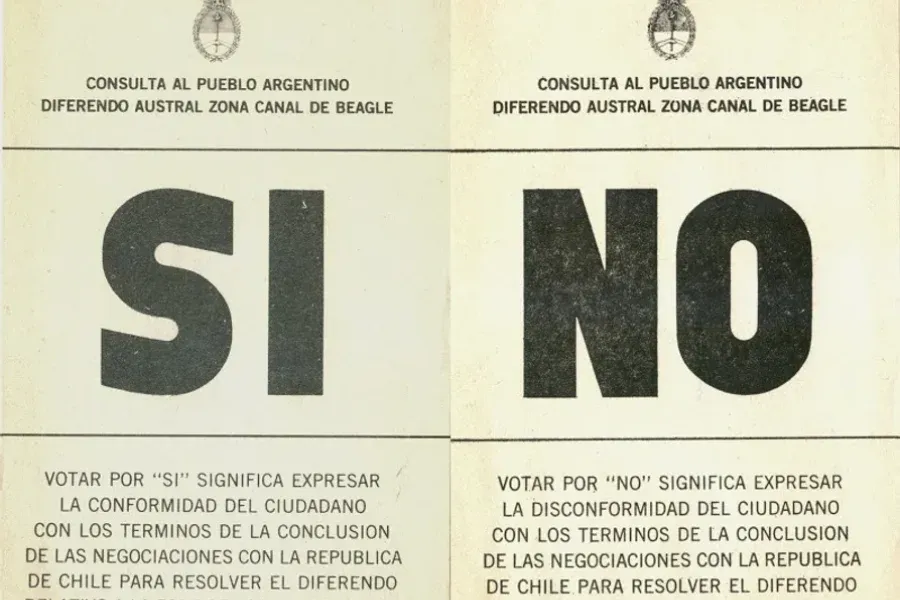 CONSULTA AL PUEBLO ARGENTINO
DIFERENDO AUSTRAL ZONA CANAL DE BEAGLE
SI
VOTAR POR “SI” SIGNIFICA EXPRESAR
LA CONFORMIDAD DEL CIUDADANO
CON LOS TERMINOS DE LA CONCLUSION
DE LAS NEGOCIACIONES CON LA REPUBLICA
DE CHILE PARA RESOLVER EL DIFERENDO
CONSULTA AL PUEBLO ARGENTINO
DIFERENDO AUSTRAL ZONA CANAL DE BEAGLE
NO
VOTAR POR “NO” SIGNIFICA EXPRESAR
LA DISCONFORMIDAD DEL CIUDADANO
CON LOS TERMINOS DE LA CONCLUSION
DE LAS NEGOCIACIONES CON LA REPUBLICA
DE CHILE PARA RESOLVER EL DIFERENDO